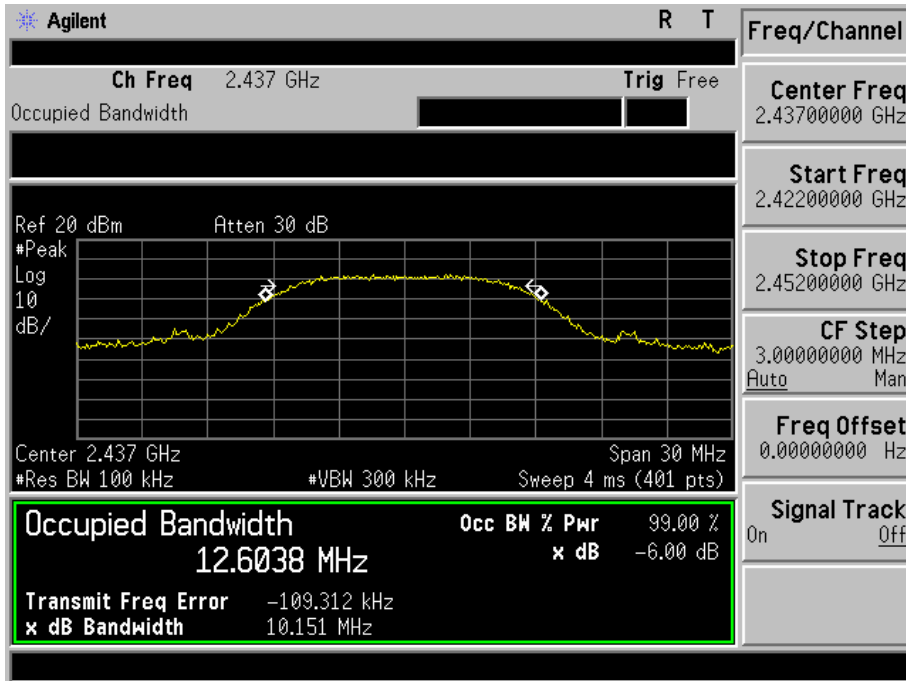 Agilent R T
Ch Freq 2.437 GHz Trig Free
Occupied Bandwidth
Ref 20 dBm Atten 30 dB
#Peak
Log
10
dB/
Center 2.437 GHz Span 30 MHz
#Res BW 100 kHz #VBW 300 kHz Sweep 4 ms (401 pts)
Occupied Bandwidth Occ BW % Pwr 99.00 %
12.6038 MHz x dB -6.00 dB
Transmit Freq Error -109.312 kHz
x dB Bandwidth 10.151 MHz
Freq/Channel
Center Freq
2.43700000 GHz
Start Freq
2.42200000 GHz
Stop Freq
2.45200000 GHz
CF Step
3.00000000 MHz
Auto Man
Freq Offset
0.00000000 Hz
Signal Track
On Off